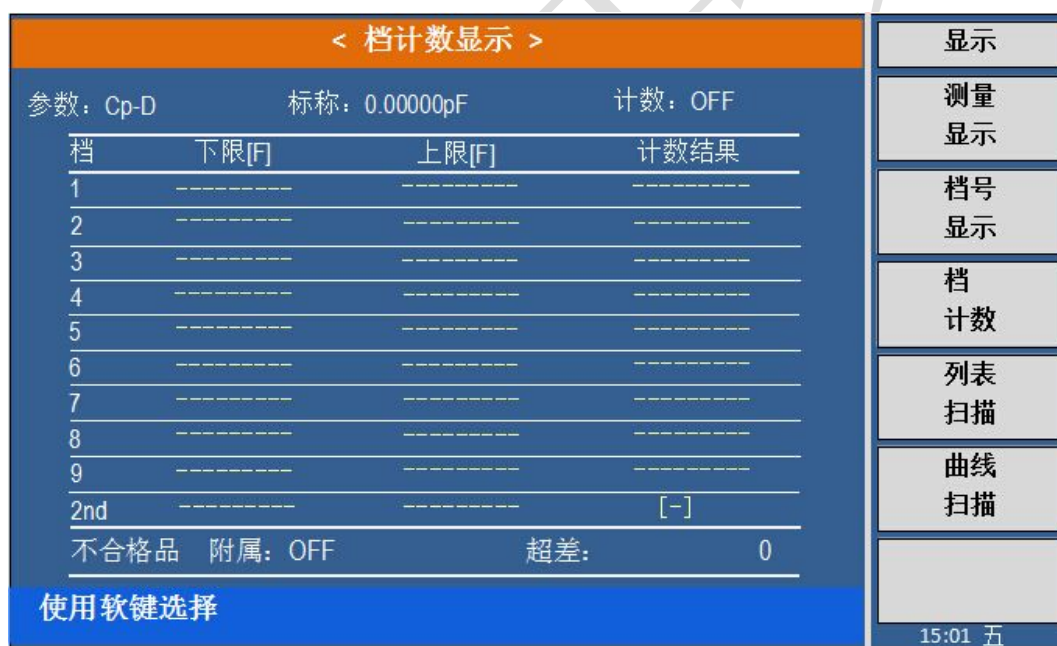 < 档计数显示 >
参数：Cp-D 标称：0.00000pF 计数：OFF
档 下限[F] 上限[F] 计数结果
1 --------- --------- ---------
2 --------- --------- ---------
3 --------- --------- ---------
4 --------- --------- ---------
5 --------- --------- ---------
6 --------- --------- ---------
7 --------- --------- ---------
8 --------- --------- ---------
9 --------- --------- ---------
2nd --------- --------- [-]
不合格品 附属：OFF 超差： 0
使用软键选择
显示
测量
显示
档号
显示
档
计数
列表
扫描
曲线
扫描
15:01 五